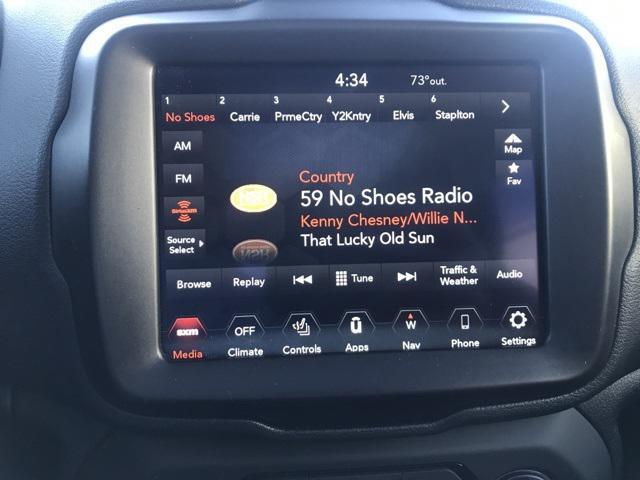 4:34 73°out.
1 2 3 4 5 6
No Shoes Carrie PrmeCtry Y2Kntry Elvis Staplton
AM
Map
FM
Fav
Country
59 No Shoes Radio
SiriusXM
Kenny Chesney/Willie N...
Source
Select
That Lucky Old Sun
Browse Replay Tune Traffic & Weather Audio
sxm OFF W
Media Climate Controls Apps Nav Phone Settings